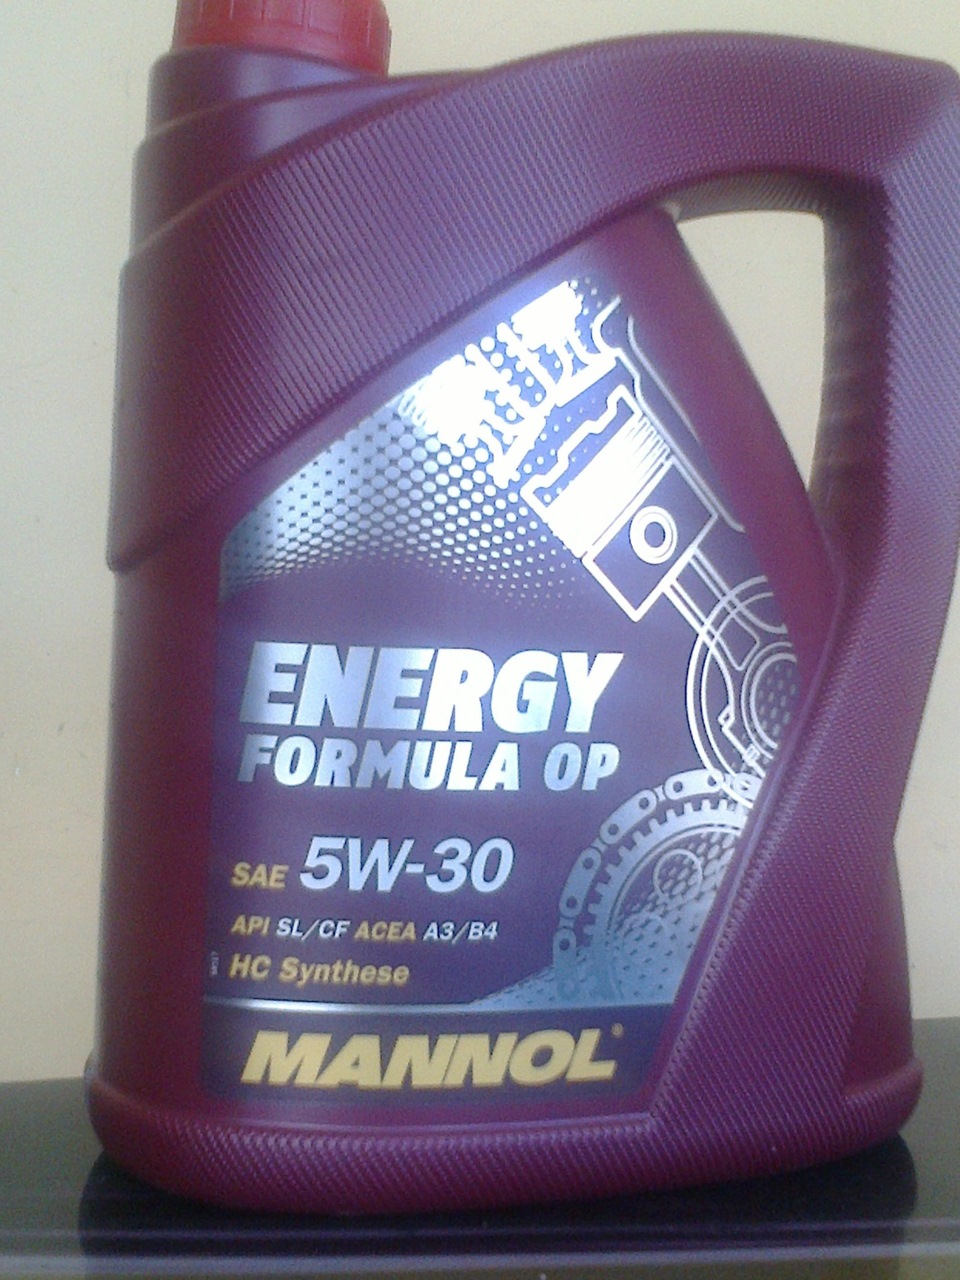 ENERGY
FORMULA OP
SAE 5W-30
API SL/CF ACEA A3/B4
HC Synthese
MANNOL®